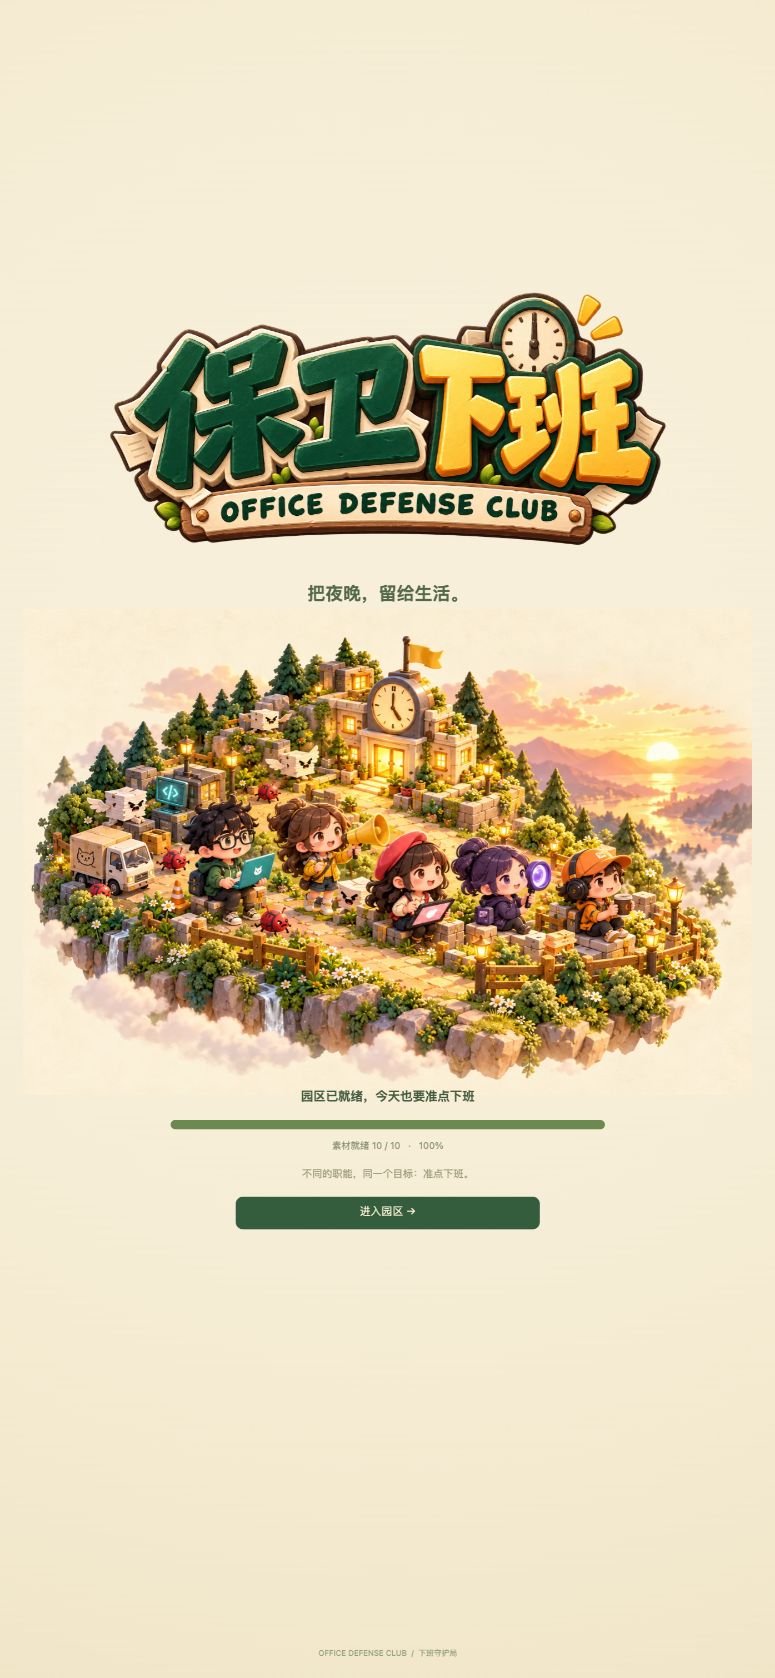 保卫下班
OFFICE DEFENSE CLUB
把夜晚，留给生活。
</>
园区已就绪，今天也要准点下班
素材就绪 10 / 10 · 100%
不同的职能，同一个目标：准点下班。
进入园区 →
OFFICE DEFENSE CLUB / 下班守护局